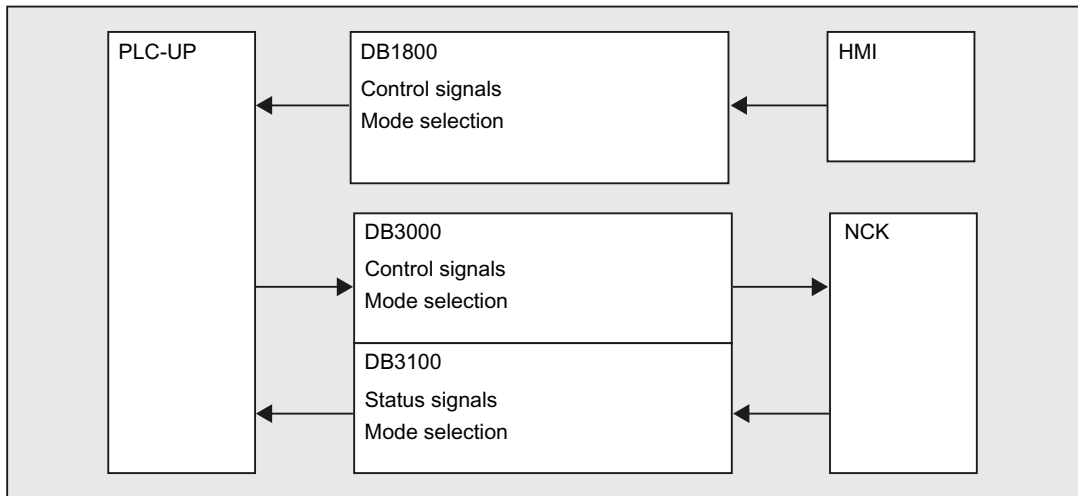 PLC-UP
DB1800
Control signals
Mode selection
HMI
DB3000
Control signals
Mode selection
NCK
DB3100
Status signals
Mode selection